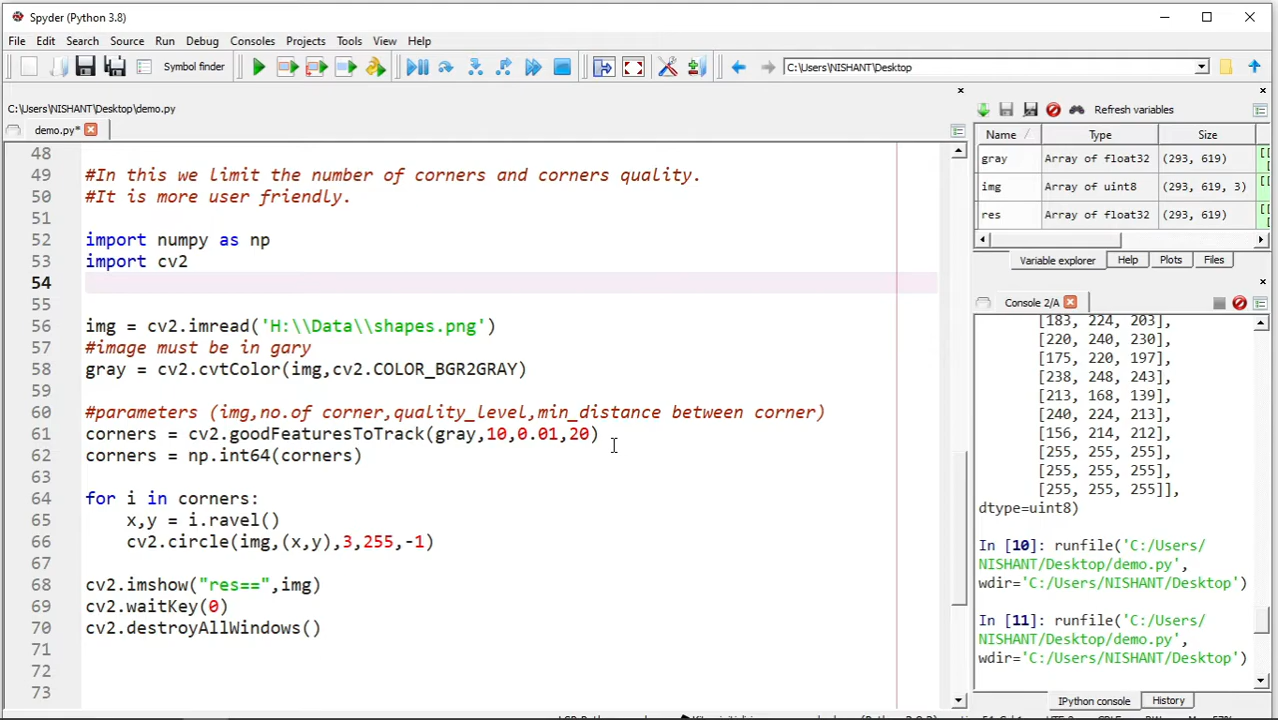 Spyder (Python 3.8)
File Edit Search Source Run Debug Consoles Projects Tools View Help
Symbol finder
C:\Users\NISHANT\Desktop
C:\Users\NISHANT\Desktop\demo.py
demo.py*
48
49 #In this we limit the number of corners and corners quality.
50 #It is more user friendly.
51
52 import numpy as np
53 import cv2
54
55
56 img = cv2.imread('H:\\Data\\shapes.png')
57 #image must be in gary
58 gray = cv2.cvtColor(img,cv2.COLOR_BGR2GRAY)
59
60 #parameters (img,no.of corner,quality_level,min_distance between corner)
61 corners = cv2.goodFeaturesToTrack(gray,10,0.01,20)
62 corners = np.int64(corners)
63
64 for i in corners:
65 x,y = i.ravel()
66 cv2.circle(img,(x,y),3,255,-1)
67
68 cv2.imshow("res==",img)
69 cv2.waitKey(0)
70 cv2.destroyAllWindows()
71
72
73
Refresh variables
Name Type Size
gray Array of float32 (293, 619) [[
img Array of uint8 (293, 619, 3) [[
res Array of float32 (293, 619) [[
Variable explorer Help Plots Files
Console 2/A
[183, 224, 203],
[220, 240, 230],
[175, 220, 197],
[238, 248, 243],
[213, 168, 139],
[240, 224, 213],
[156, 214, 212],
[255, 255, 255],
[255, 255, 255],
[255, 255, 255]],
dtype=uint8)
In [10]: runfile('C:/Users/
NISHANT/Desktop/demo.py',
wdir='C:/Users/NISHANT/Desktop')
In [11]: runfile('C:/Users/
NISHANT/Desktop/demo.py',
wdir='C:/Users/NISHANT/Desktop')
IPython console History